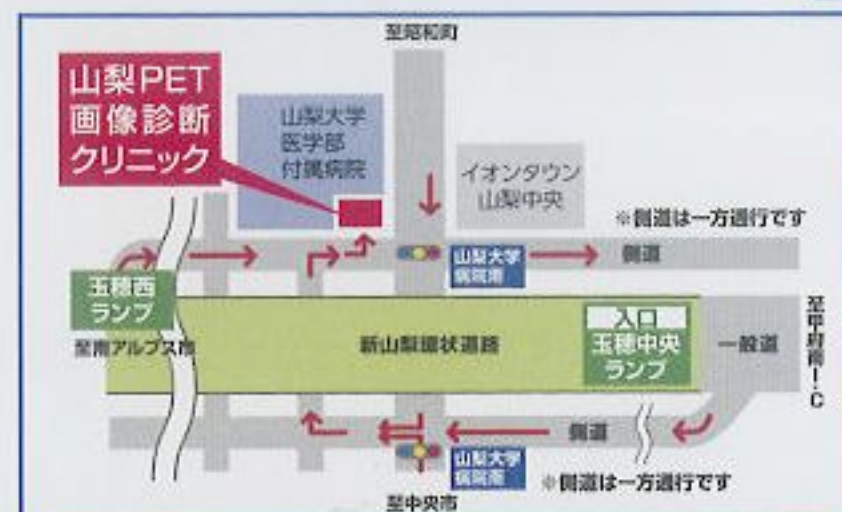 至昭和町
山梨PET
画像診断
クリニック
山梨大学
医学部
付属病院
イオンタウン
山梨中央
※側道は一方通行です
山梨大学
病院南
側道
玉穂西
ランプ
至南アルプス市
新山梨環状道路
入口
玉穂中央
ランプ
一般道
至甲府南I・C
側道
山梨大学
病院南
※側道は一方通行です
至中央市